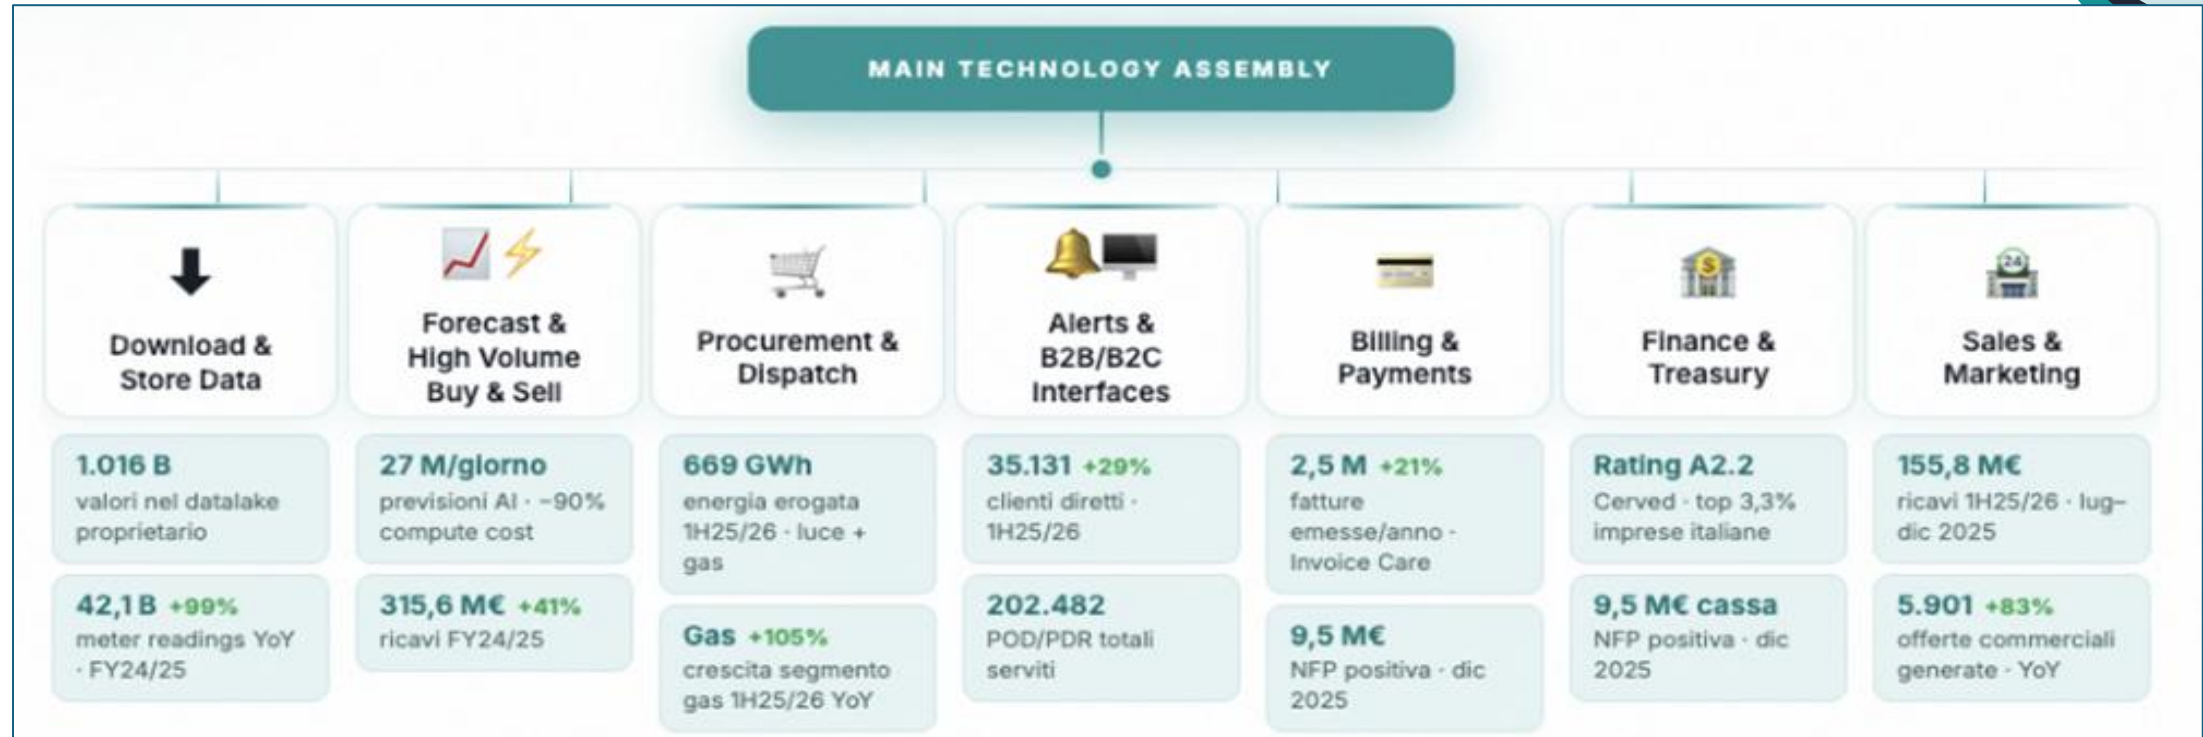 MAIN TECHNOLOGY ASSEMBLY
Download &
Store Data
1.016 B
valori nel datalake
proprietario
42,1 B +99%
meter readings YoY
· FY24/25
Forecast &
High Volume
Buy & Sell
27 M/giorno
previsioni AI · −90%
compute cost
315,6 M€ +41%
ricavi FY24/25
Procurement &
Dispatch
669 GWh
energia erogata
1H25/26 · luce +
gas
Gas +105%
crescita segmento
gas 1H25/26 YoY
Alerts &
B2B/B2C
Interfaces
35.131 +29%
clienti diretti ·
1H25/26
202.482
POD/PDR totali
serviti
Billing &
Payments
2,5 M +21%
fatture
emesse/anno ·
Invoice Care
9,5 M€
NFP positiva · dic
2025
Finance &
Treasury
Rating A2.2
Cerved · top 3,3%
imprese italiane
9,5 M€ cassa
NFP positiva · dic
2025
24
Sales &
Marketing
155,8 M€
ricavi 1H25/26 · lug–
dic 2025
5.901 +83%
offerte commerciali
generate · YoY